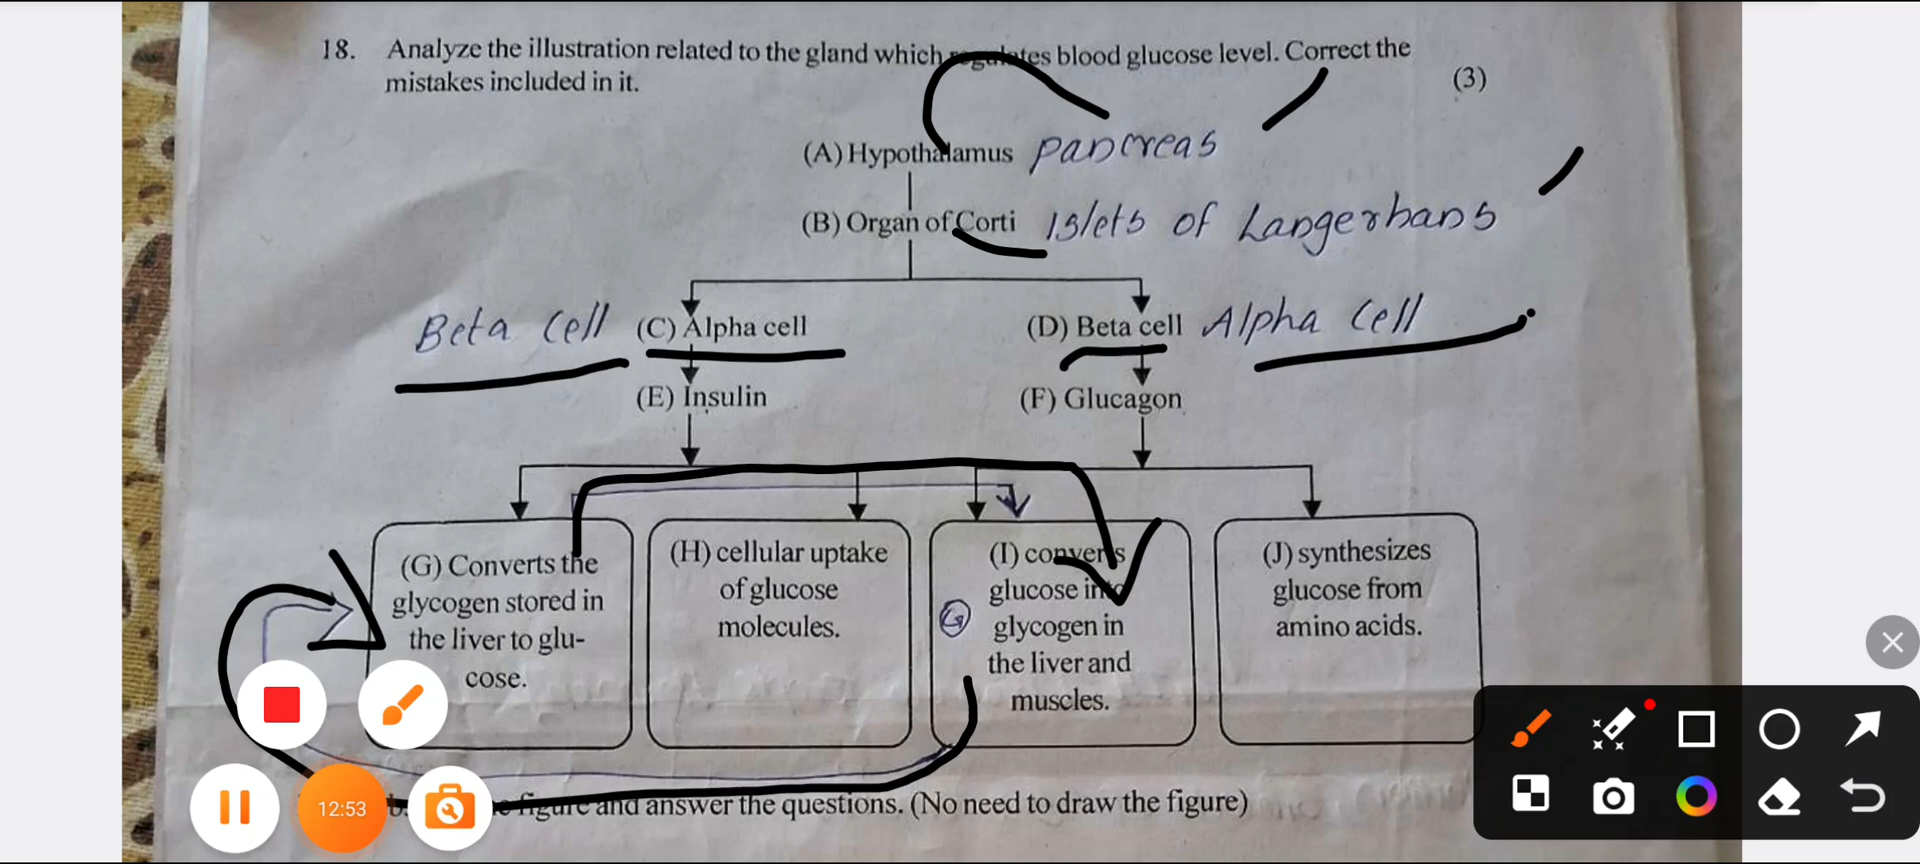 18. Analyze the illustration related to the gland which regulates blood glucose level. Correct the
mistakes included in it.
(3)
(A) Hypothalamus Pancreas
(B) Organ of Corti Islets of Langerhans
Beta Cell (C) Alpha cell
(D) Beta cell Alpha Cell
(E) Insulin
(F) Glucagon
(G) Converts the
glycogen stored in
the liver to glu-
cose.
(H) cellular uptake
of glucose
molecules.
(I) converts
glucose into
glycogen in
the liver and
muscles.
G
(J) synthesizes
glucose from
amino acids.
figure and answer the questions. (No need to draw the figure)
12:53